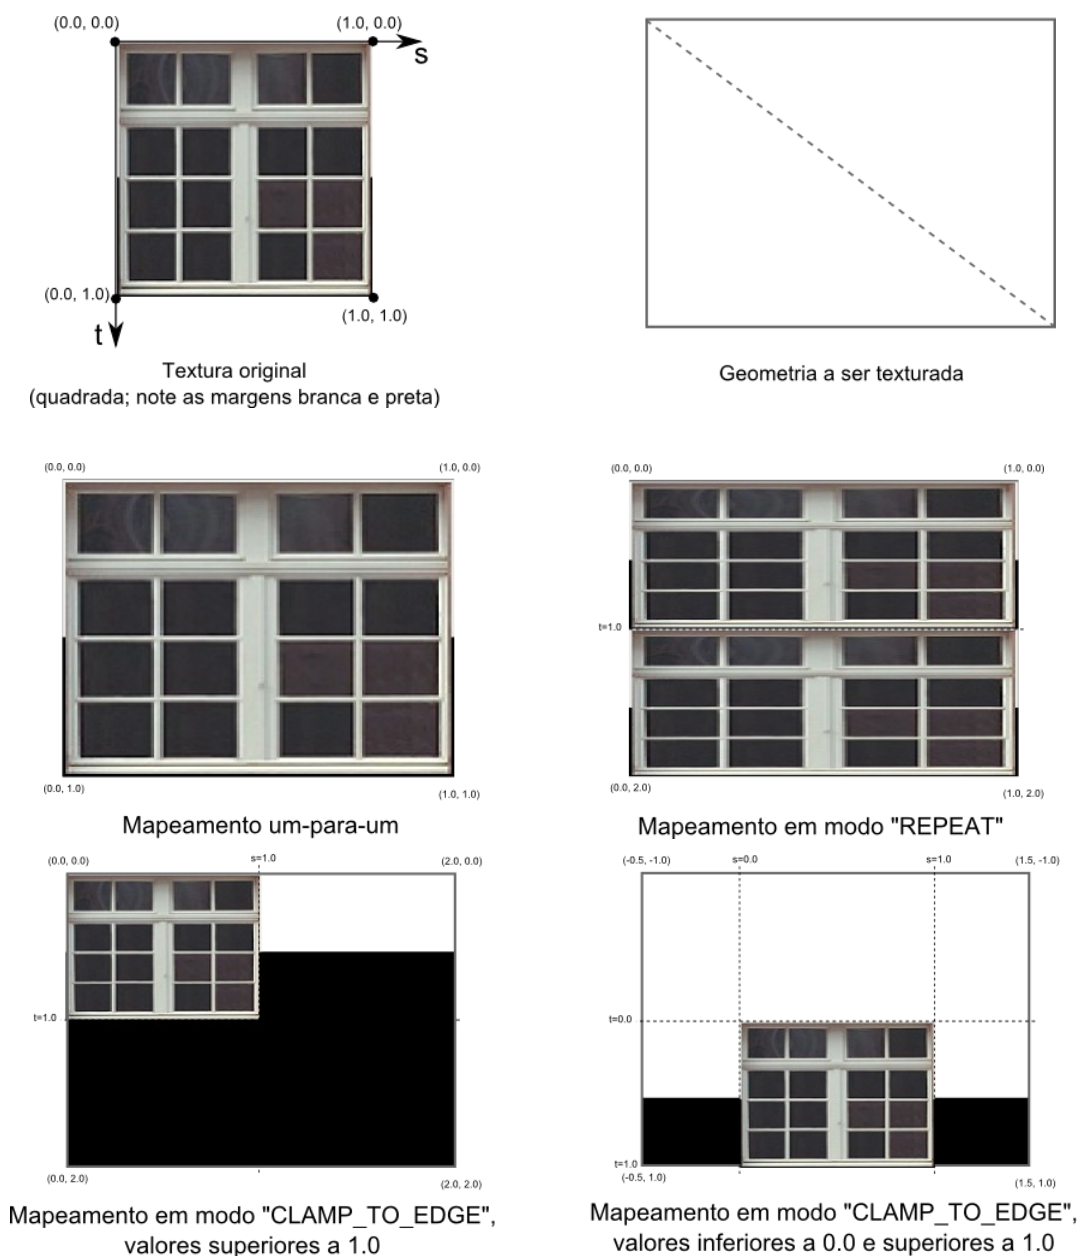 (0.0, 0.0)
(1.0, 0.0)
s
(0.0, 1.0)
(1.0, 1.0)
t
Textura original
(quadrada; note as margens branca e preta)
Geometria a ser texturada
(0.0, 0.0)
(1.0, 0.0)
(0.0, 1.0)
(1.0, 1.0)
Mapeamento um-para-um
(0.0, 0.0)
(1.0, 0.0)
t=1.0
(0.0, 2.0)
(1.0, 2.0)
Mapeamento em modo "REPEAT"
(0.0, 0.0)
s=1.0
(2.0, 0.0)
t=1.0
(0.0, 2.0)
(2.0, 2.0)
Mapeamento em modo "CLAMP_TO_EDGE",
valores superiores a 1.0
(-0.5, -1.0)
s=0.0
s=1.0
(1.5, -1.0)
t=0.0
t=1.0
(-0.5, 1.0)
(1.5, 1.0)
Mapeamento em modo "CLAMP_TO_EDGE",
valores inferiores a 0.0 e superiores a 1.0